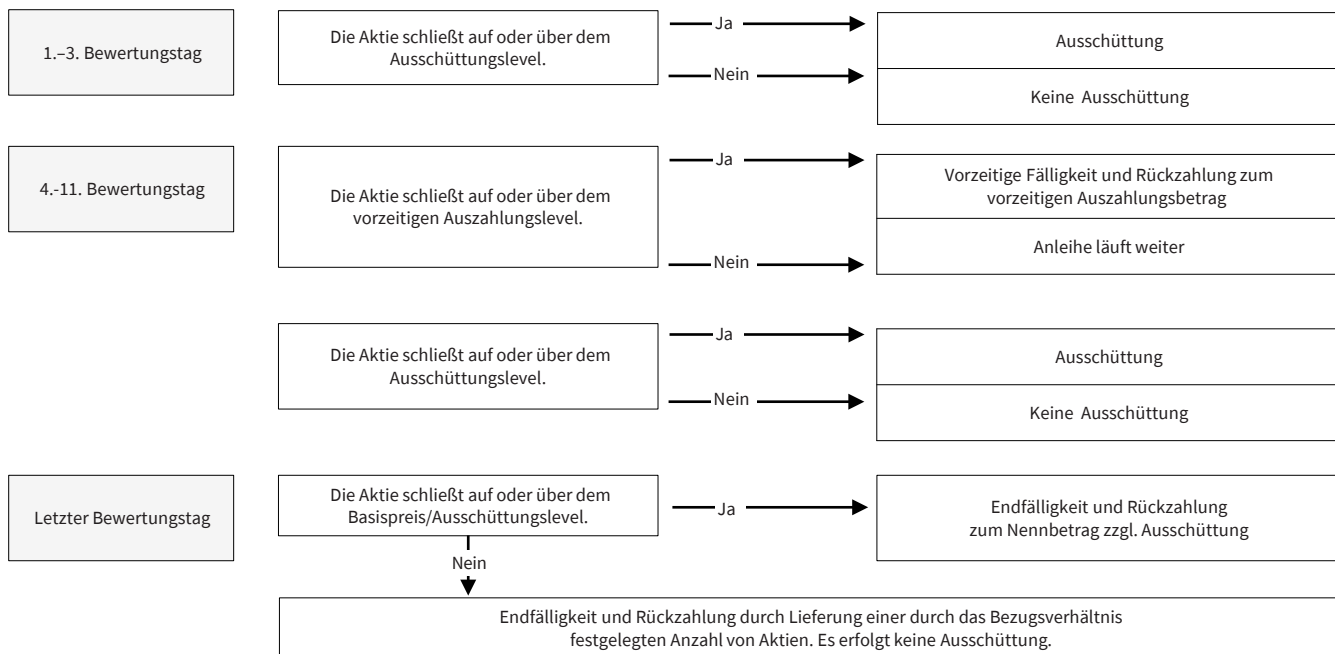 1.–3. Bewertungstag
Die Aktie schließt auf oder über dem
Ausschüttungslevel.
Ja
Nein
Ausschüttung
Keine Ausschüttung
4.-11. Bewertungstag
Die Aktie schließt auf oder über dem
vorzeitigen Auszahlungslevel.
Ja
Nein
Vorzeitige Fälligkeit und Rückzahlung zum
vorzeitigen Auszahlungsbetrag
Anleihe läuft weiter
Die Aktie schließt auf oder über dem
Ausschüttungslevel.
Ja
Nein
Ausschüttung
Keine Ausschüttung
Letzter Bewertungstag
Die Aktie schließt auf oder über dem
Basispreis/Ausschüttungslevel.
Ja
Endfälligkeit und Rückzahlung
zum Nennbetrag zzgl. Ausschüttung
Nein
Endfälligkeit und Rückzahlung durch Lieferung einer durch das Bezugsverhältnis
festgelegten Anzahl von Aktien. Es erfolgt keine Ausschüttung.